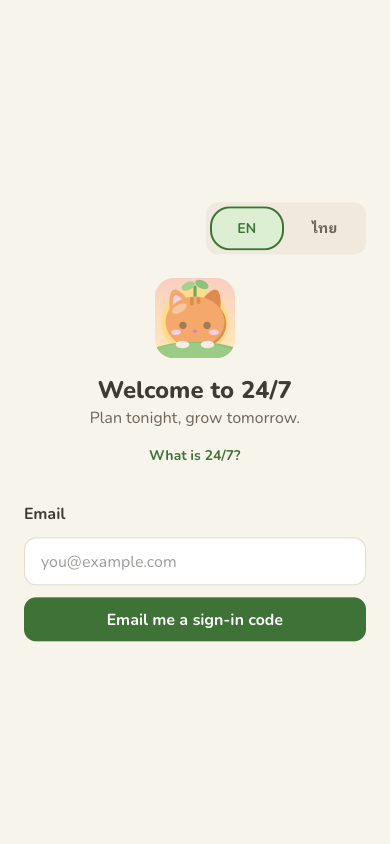 EN
ไทย
Welcome to 24/7
Plan tonight, grow tomorrow.
What is 24/7?
Email
you@example.com
Email me a sign-in code